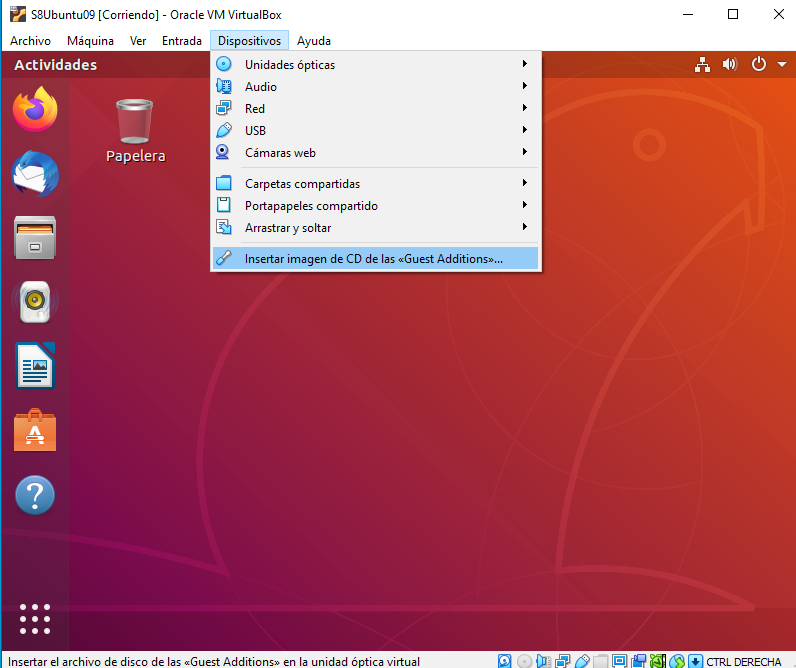 S8Ubuntu09 [Corriendo] - Oracle VM VirtualBox
Archivo Máquina Ver Entrada Dispositivos Ayuda
Actividades
Unidades ópticas
Audio
Red
USB
Cámaras web
Carpetas compartidas
Portapapeles compartido
Arrastrar y soltar
Insertar imagen de CD de las «Guest Additions»...
Papelera
Insertar el archivo de disco de las «Guest Additions» en la unidad óptica virtual
CTRL DERECHA